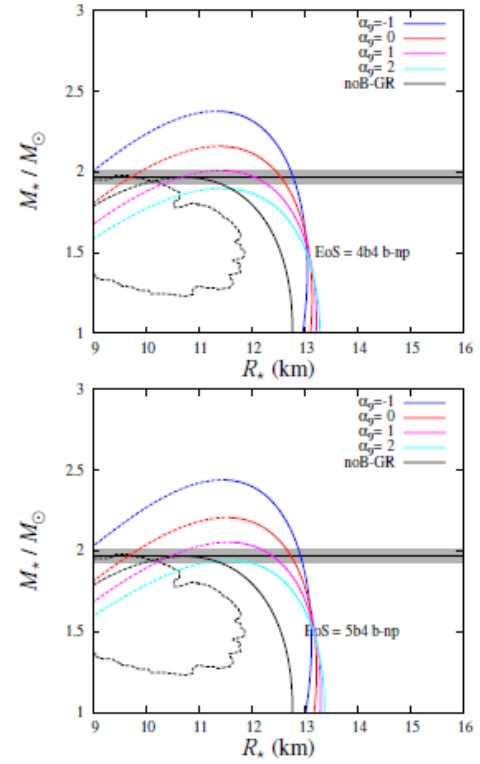 3
α₉=-1
α₉= 0
α₉= 1
α₉= 2
noB-GR
2.5
M⋆ / M⊙
2
1.5
EoS = 4b4 b-np
1
9 10 11 12 13 14 15 16
R⋆ (km)
3
α₉=-1
α₉= 0
α₉= 1
α₉= 2
noB-GR
2.5
M⋆ / M⊙
2
1.5
EoS = 5b4 b-np
1
9 10 11 12 13 14 15 16
R⋆ (km)